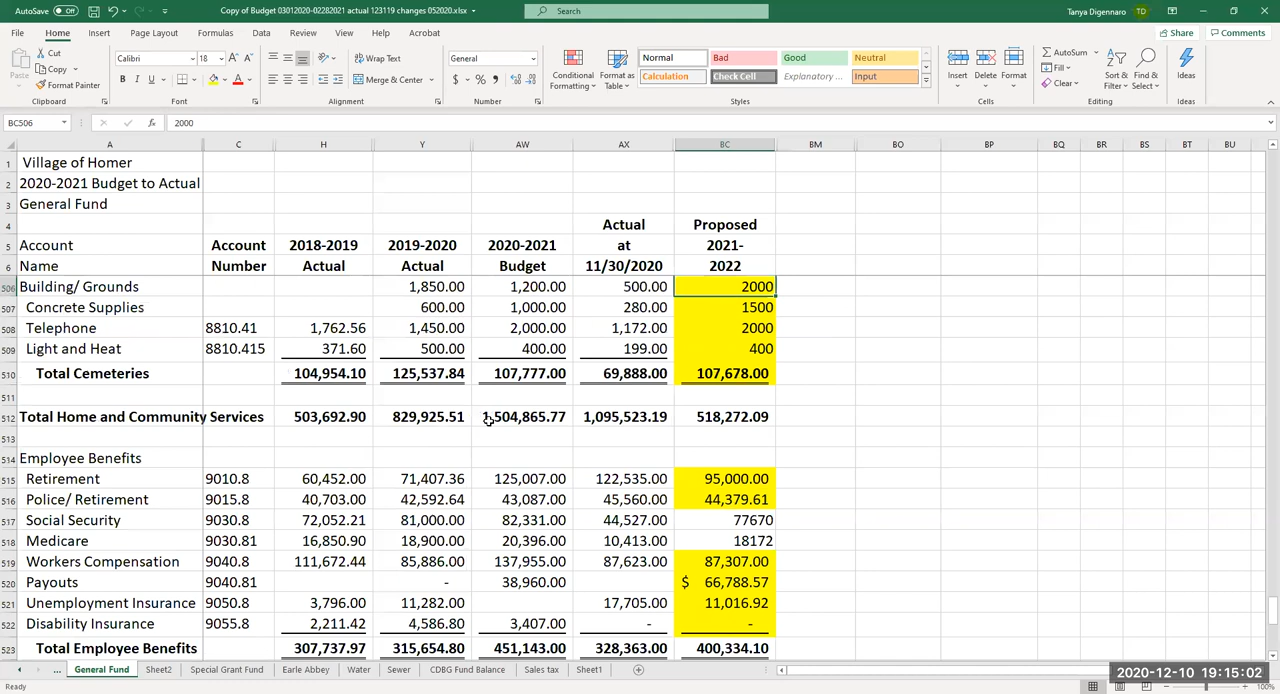 AutoSave Off Copy of Budget 03012020-02282021 actual 123119 changes 052020.xlsx Search Tanya Digennaro TD
File Home Insert Page Layout Formulas Data Review View Help Acrobat Share Comments
Paste Cut Copy Format Painter Clipboard
Calibri 18 B I U Font
Wrap Text Merge & Center Alignment
General $ % Number
Conditional Formatting Format as Table Normal Bad Good Neutral Calculation Check Cell Explanatory ... Input Styles
Insert Delete Format Cells
AutoSum Fill Clear Sort & Filter Find & Select Editing
Ideas Ideas
BC506 fx 2000
A C H Y AW AX BC BM BO BP BQ BR BS BT BU
1 Village of Homer
2 2020-2021 Budget to Actual
3 General Fund
4 Actual Proposed
5 Account Account 2018-2019 2019-2020 2020-2021 at 2021-
6 Name Number Actual Actual Budget 11/30/2020 2022
506 Building/ Grounds 1,850.00 1,200.00 500.00 2000
507 Concrete Supplies 600.00 1,000.00 280.00 1500
508 Telephone 8810.41 1,762.56 1,450.00 2,000.00 1,172.00 2000
509 Light and Heat 8810.415 371.60 500.00 400.00 199.00 400
510 Total Cemeteries 104,954.10 125,537.84 107,777.00 69,888.00 107,678.00
511
512 Total Home and Community Services 503,692.90 829,925.51 1,504,865.77 1,095,523.19 518,272.09
513
514 Employee Benefits
515 Retirement 9010.8 60,452.00 71,407.36 125,007.00 122,535.00 95,000.00
516 Police/ Retirement 9015.8 40,703.00 42,592.64 43,087.00 45,560.00 44,379.61
517 Social Security 9030.8 72,052.21 81,000.00 82,331.00 44,527.00 77670
518 Medicare 9030.81 16,850.90 18,900.00 20,396.00 10,413.00 18172
519 Workers Compensation 9040.8 111,672.44 85,886.00 137,955.00 87,623.00 87,307.00
520 Payouts 9040.81 - 38,960.00 $ 66,788.57
521 Unemployment Insurance 9050.8 3,796.00 11,282.00 17,705.00 11,016.92
522 Disability Insurance 9055.8 2,211.42 4,586.80 3,407.00 - -
523 Total Employee Benefits 307,737.97 315,654.80 451,143.00 328,363.00 400,334.10
... General Fund Sheet2 Special Grant Fund Earle Abbey Water Sewer CDBG Fund Balance Sales tax Sheet1
2020-12-10 19:15:02
Ready 100%